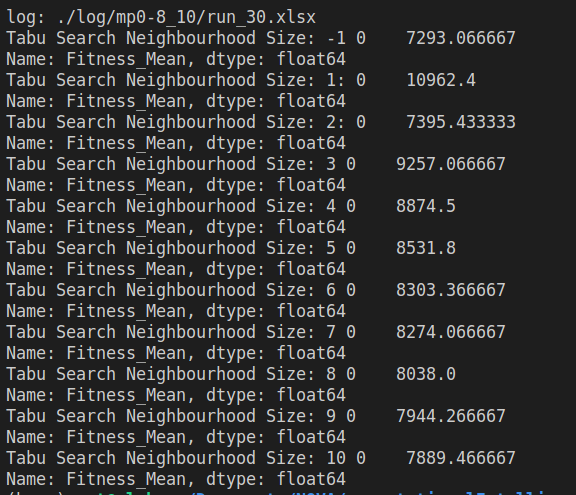 log: ./log/mp0-8_10/run_30.xlsx
Tabu Search Neighbourhood Size: -1 0    7293.066667
Name: Fitness_Mean, dtype: float64
Tabu Search Neighbourhood Size: 1: 0    10962.4
Name: Fitness_Mean, dtype: float64
Tabu Search Neighbourhood Size: 2: 0    7395.433333
Name: Fitness_Mean, dtype: float64
Tabu Search Neighbourhood Size: 3 0    9257.066667
Name: Fitness_Mean, dtype: float64
Tabu Search Neighbourhood Size: 4 0    8874.5
Name: Fitness_Mean, dtype: float64
Tabu Search Neighbourhood Size: 5 0    8531.8
Name: Fitness_Mean, dtype: float64
Tabu Search Neighbourhood Size: 6 0    8303.366667
Name: Fitness_Mean, dtype: float64
Tabu Search Neighbourhood Size: 7 0    8274.066667
Name: Fitness_Mean, dtype: float64
Tabu Search Neighbourhood Size: 8 0    8038.0
Name: Fitness_Mean, dtype: float64
Tabu Search Neighbourhood Size: 9 0    7944.266667
Name: Fitness_Mean, dtype: float64
Tabu Search Neighbourhood Size: 10 0    7889.466667
Name: Fitness_Mean, dtype: float64